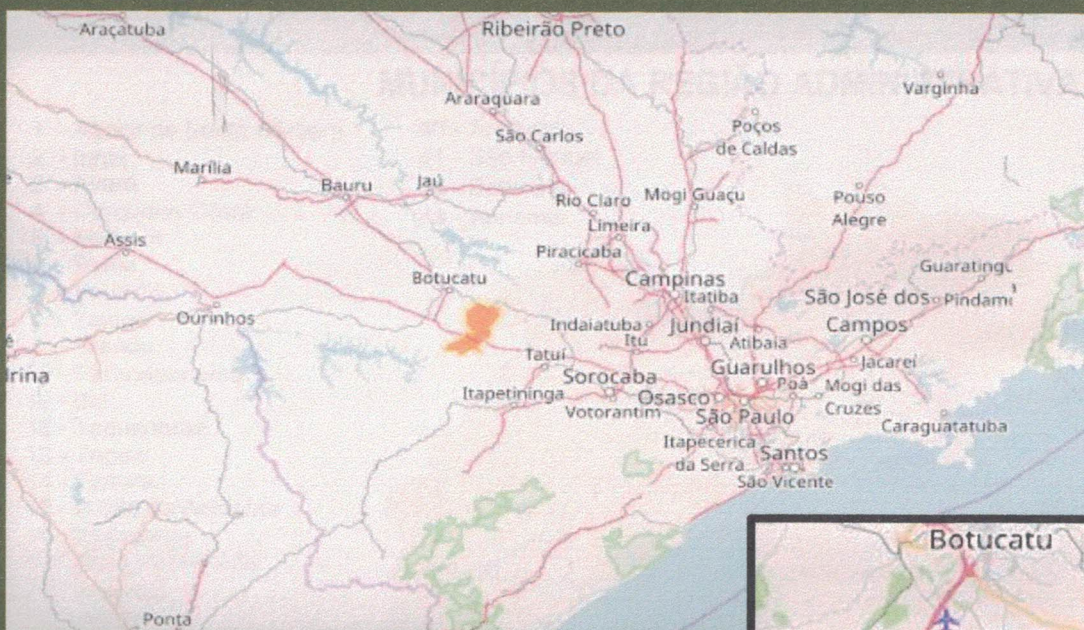 Araçatuba
Ribeirão Preto
Varginha
Araraquara
Poços
de Caldas
São Carlos
Marília
Bauru
Jaú
Rio Claro
Mogi Guaçu
Pouso
Alegre
Limeira
Assis
Piracicaba
Botucatu
Campinas
Guaratingu
Itatiba
São José dos
Campos
Pindam
Ourinhos
Indaiatuba
Jundiaí
Itu
Atibaia
Tatuí
Guarulhos
Jacareí
drina
Sorocaba
Poá
Mogi das
Cruzes
Itapetininga
Osasco
Votorantim
São Paulo
Caraguatatuba
Itapecerica
da Serra
Santos
São Vicente
Botucatu
Ponta